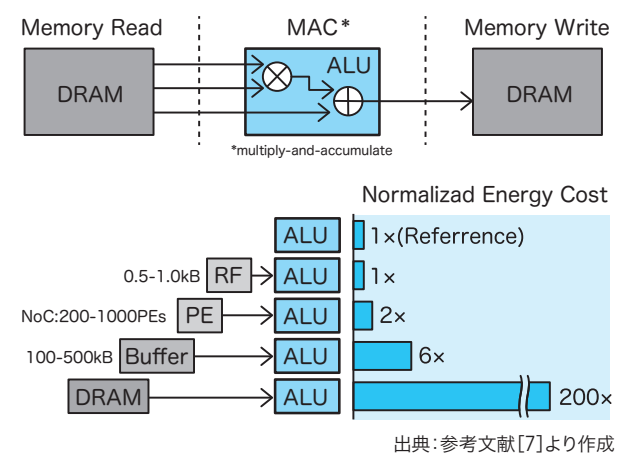 Memory Read MAC* Memory Write
DRAM
ALU
DRAM
*multiply-and-accumulate
Normalizad Energy Cost
ALU 1×(Referrence)
0.5-1.0kB RF ALU 1×
NoC:200-1000PEs PE ALU 2×
100-500kB Buffer ALU 6×
DRAM ALU 200×
出典:参考文献[7]より作成